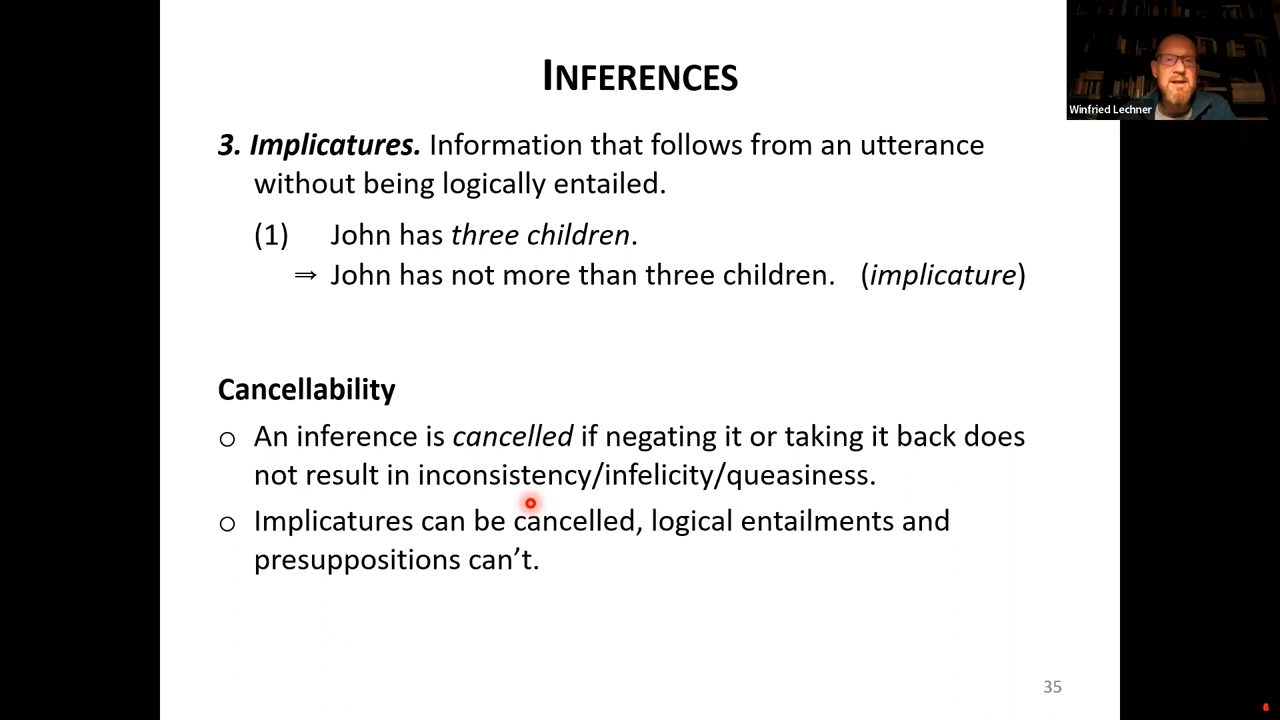 INFERENCES
Winfried Lechner
3. Implicatures. Information that follows from an utterance
without being logically entailed.
(1) John has three children.
⇒ John has not more than three children. (implicature)
Cancellability
o An inference is cancelled if negating it or taking it back does
not result in inconsistency/infelicity/queasiness.
o Implicatures can be cancelled, logical entailments and
presuppositions can’t.
35